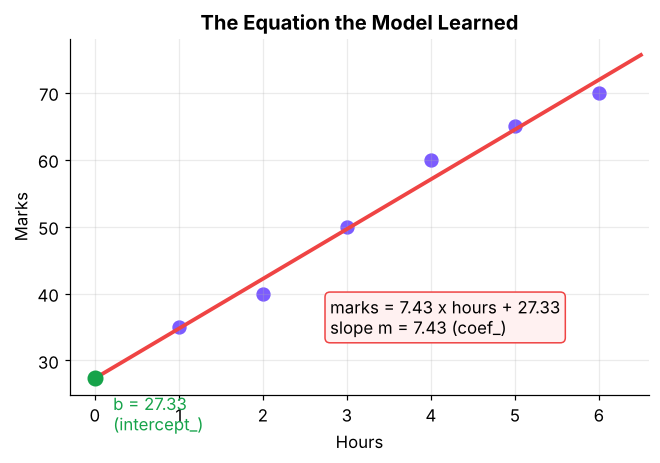 The Equation the Model Learned
Marks
70
60
50
40
30
marks = 7.43 x hours + 27.33
slope m = 7.43 (coef_)
b = 27.33
(intercept_)
0 1 2 3 4 5 6
Hours